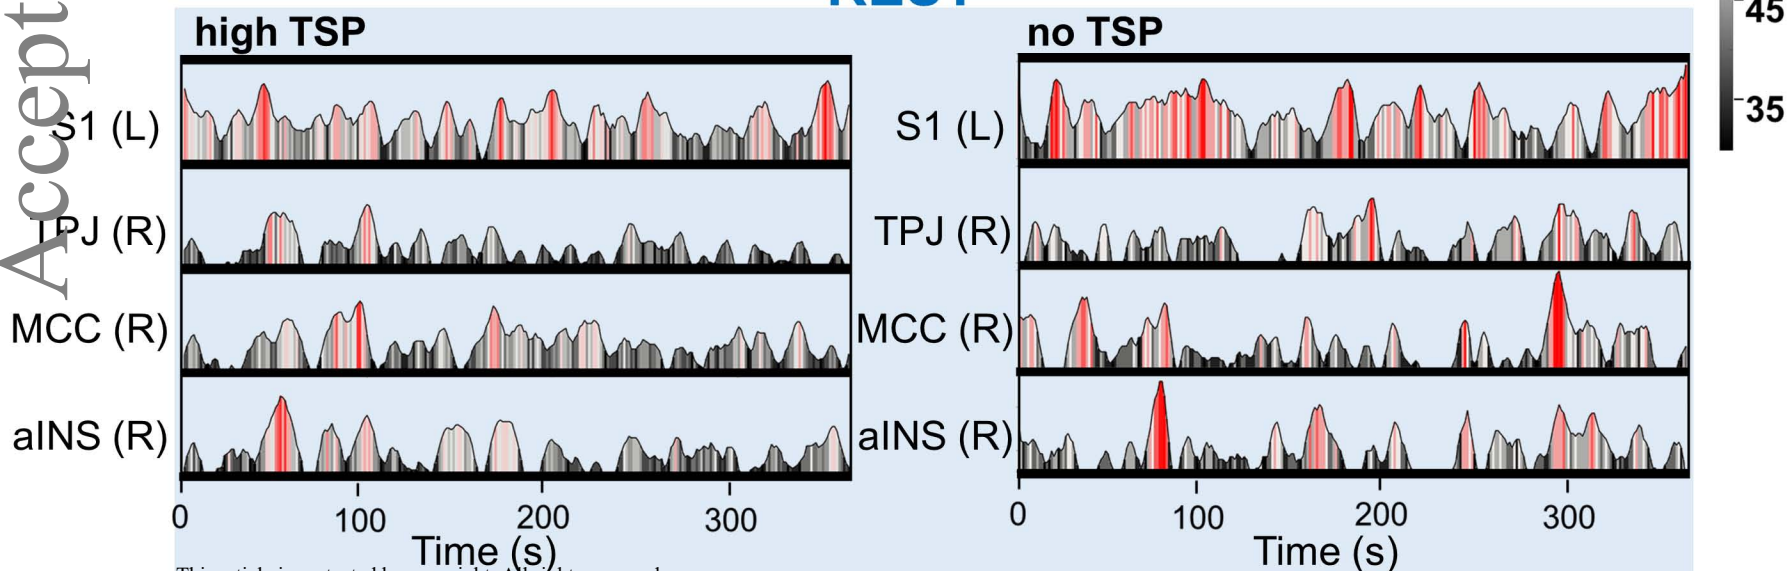 high TSP
no TSP
45
35
Accept
S1 (L)
TPJ (R)
MCC (R)
aINS (R)
0 100 200 300
Time (s)
S1 (L)
TPJ (R)
MCC (R)
aINS (R)
0 100 200 300
Time (s)